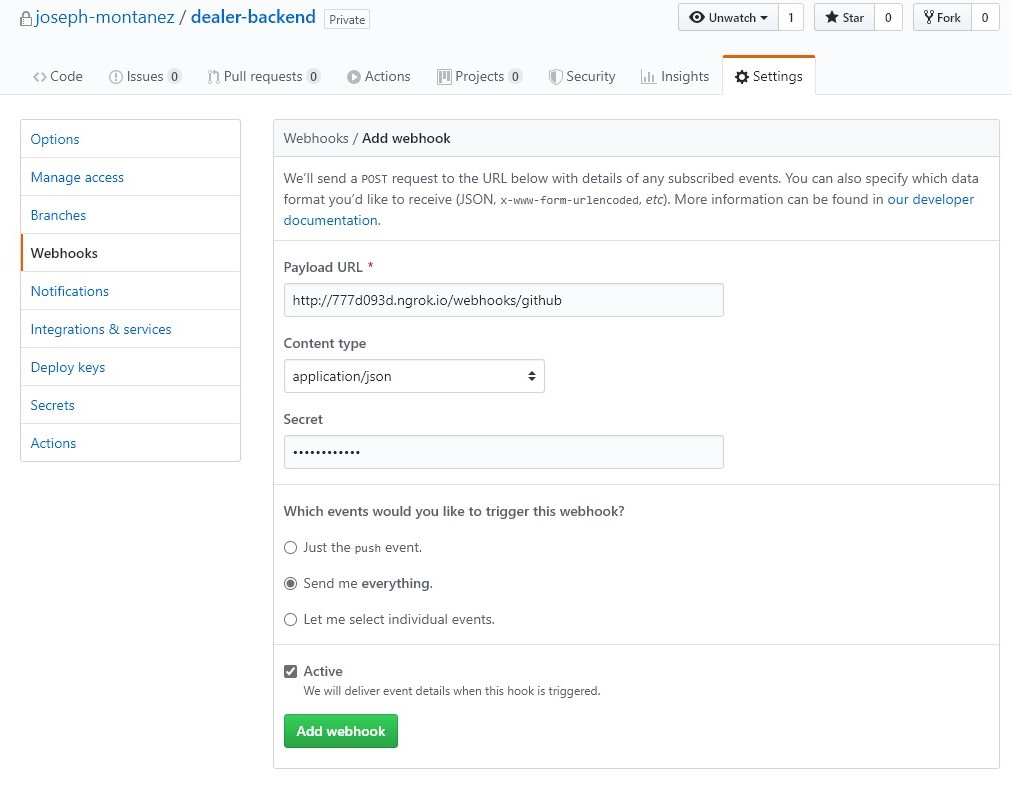 joseph-montanez / dealer-backend Private
Unwatch 1 Star 0 Fork 0
Code Issues 0 Pull requests 0 Actions Projects 0 Security Insights Settings
Options
Manage access
Branches
Webhooks
Notifications
Integrations & services
Deploy keys
Secrets
Actions
Webhooks / Add webhook
We’ll send a POST request to the URL below with details of any subscribed events. You can also specify which data
format you’d like to receive (JSON, x-www-form-urlencoded, etc). More information can be found in our developer
documentation.
Payload URL *
http://777d093d.ngrok.io/webhooks/github
Content type
application/json
Secret
••••••••••••
Which events would you like to trigger this webhook?
Just the push event.
Send me everything.
Let me select individual events.
Active
We will deliver event details when this hook is triggered.
Add webhook